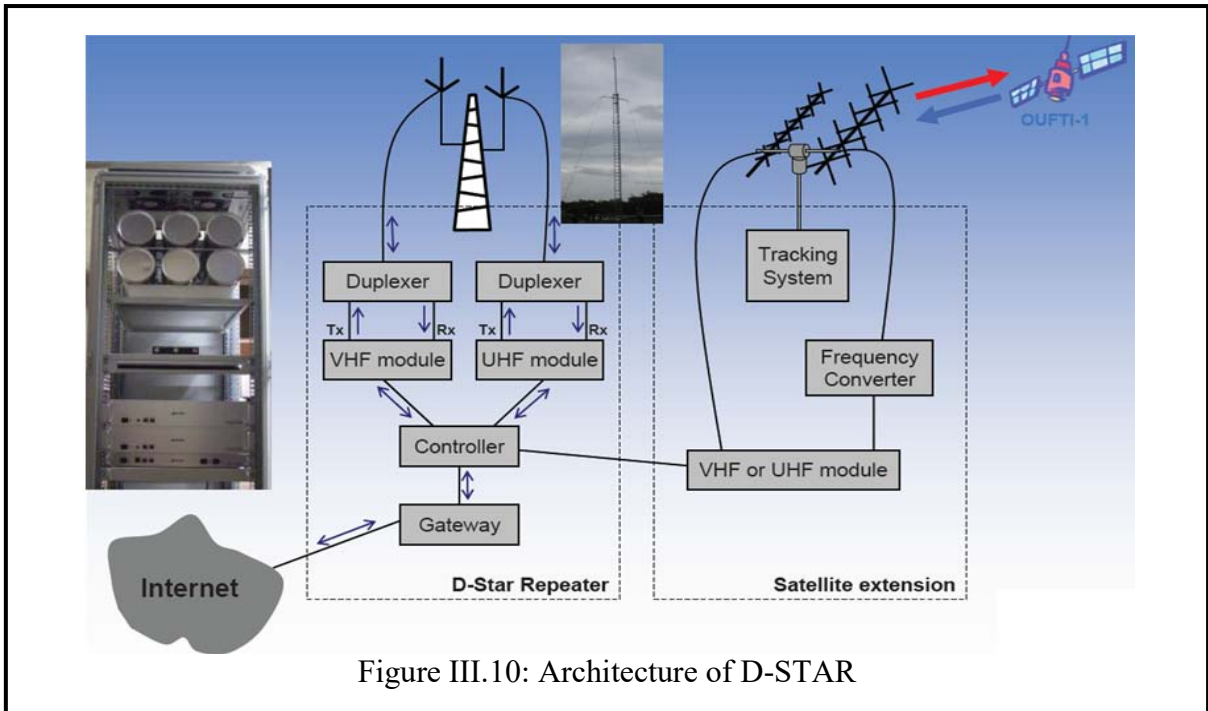 OUFTI-1
Tracking
System
Duplexer
Duplexer
Tx
Rx
Tx
Rx
VHF module
UHF module
Frequency
Converter
Controller
VHF or UHF module
Gateway
Internet
D-Star Repeater
Satellite extension
Figure III.10: Architecture of D-STAR